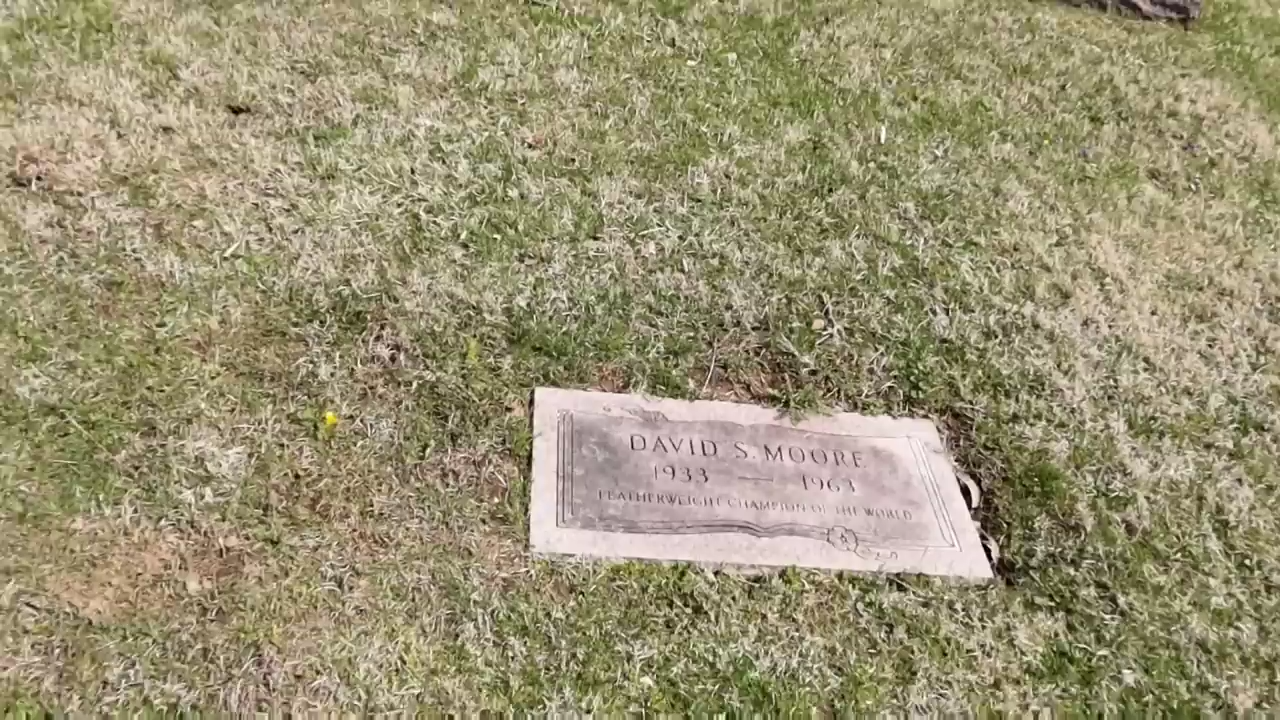 DAVID S. MOORE
1933 — 1963
FEATHERWEIGHT CHAMPION OF THE WORLD